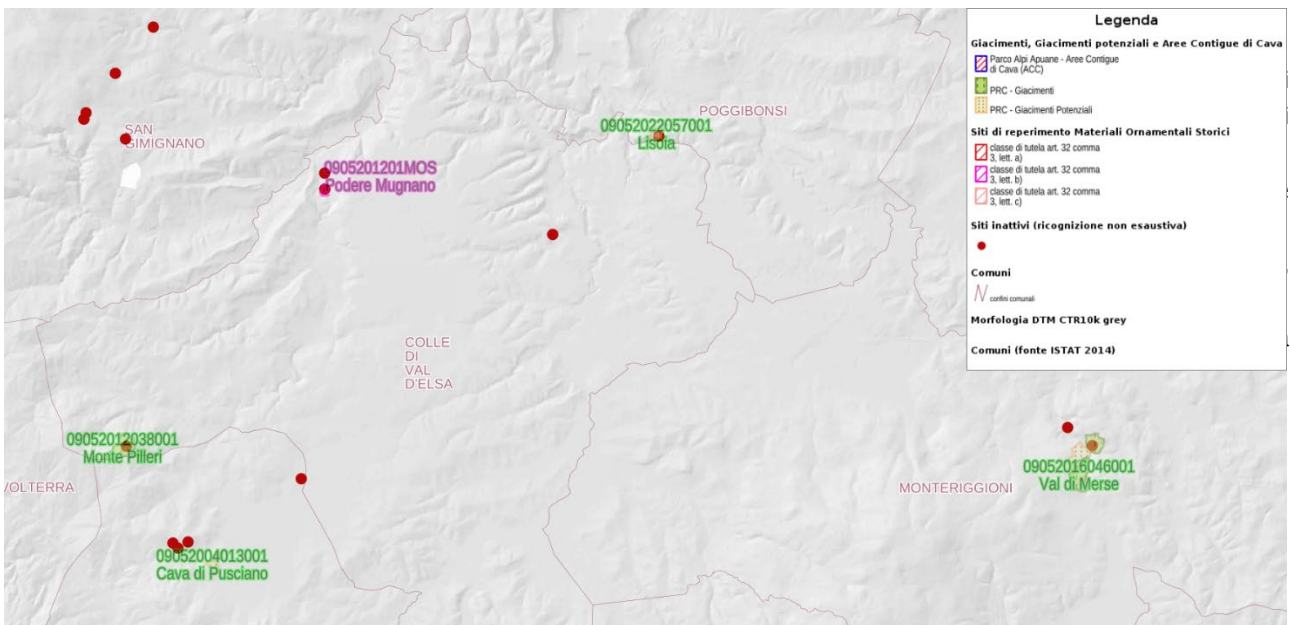 Legenda
Giacimenti, Giacimenti potenziali e Aree Contigue di Cava
Parco Alpi Apuane - Aree Contigue
di Cava (ACC)
PRC - Giacimenti
PRC - Giacimenti Potenziali
Siti di reperimento Materiali Ornamentali Storici
classe di tutela art. 32 comma
3, lett. a)
classe di tutela art. 32 comma
3, lett. b)
classe di tutela art. 32 comma
3, lett. c)
Siti inattivi (ricognizione non esaustiva)
Comuni
confini comunali
Morfologia DTM CTR10k grey
Comuni (fonte ISTAT 2014)
POGGIBONSI
09052022057001
Lisoia
SAN
GIMIGNANO
0905201201MOS
Podere Mugnano
COLLE
DI
VAL
D'ELSA
09052012038001
Monte Pilleri
VOLTERRA
MONTERIGGIONI
09052016046001
Val di Merse
09052004013001
Cava di Pusciano